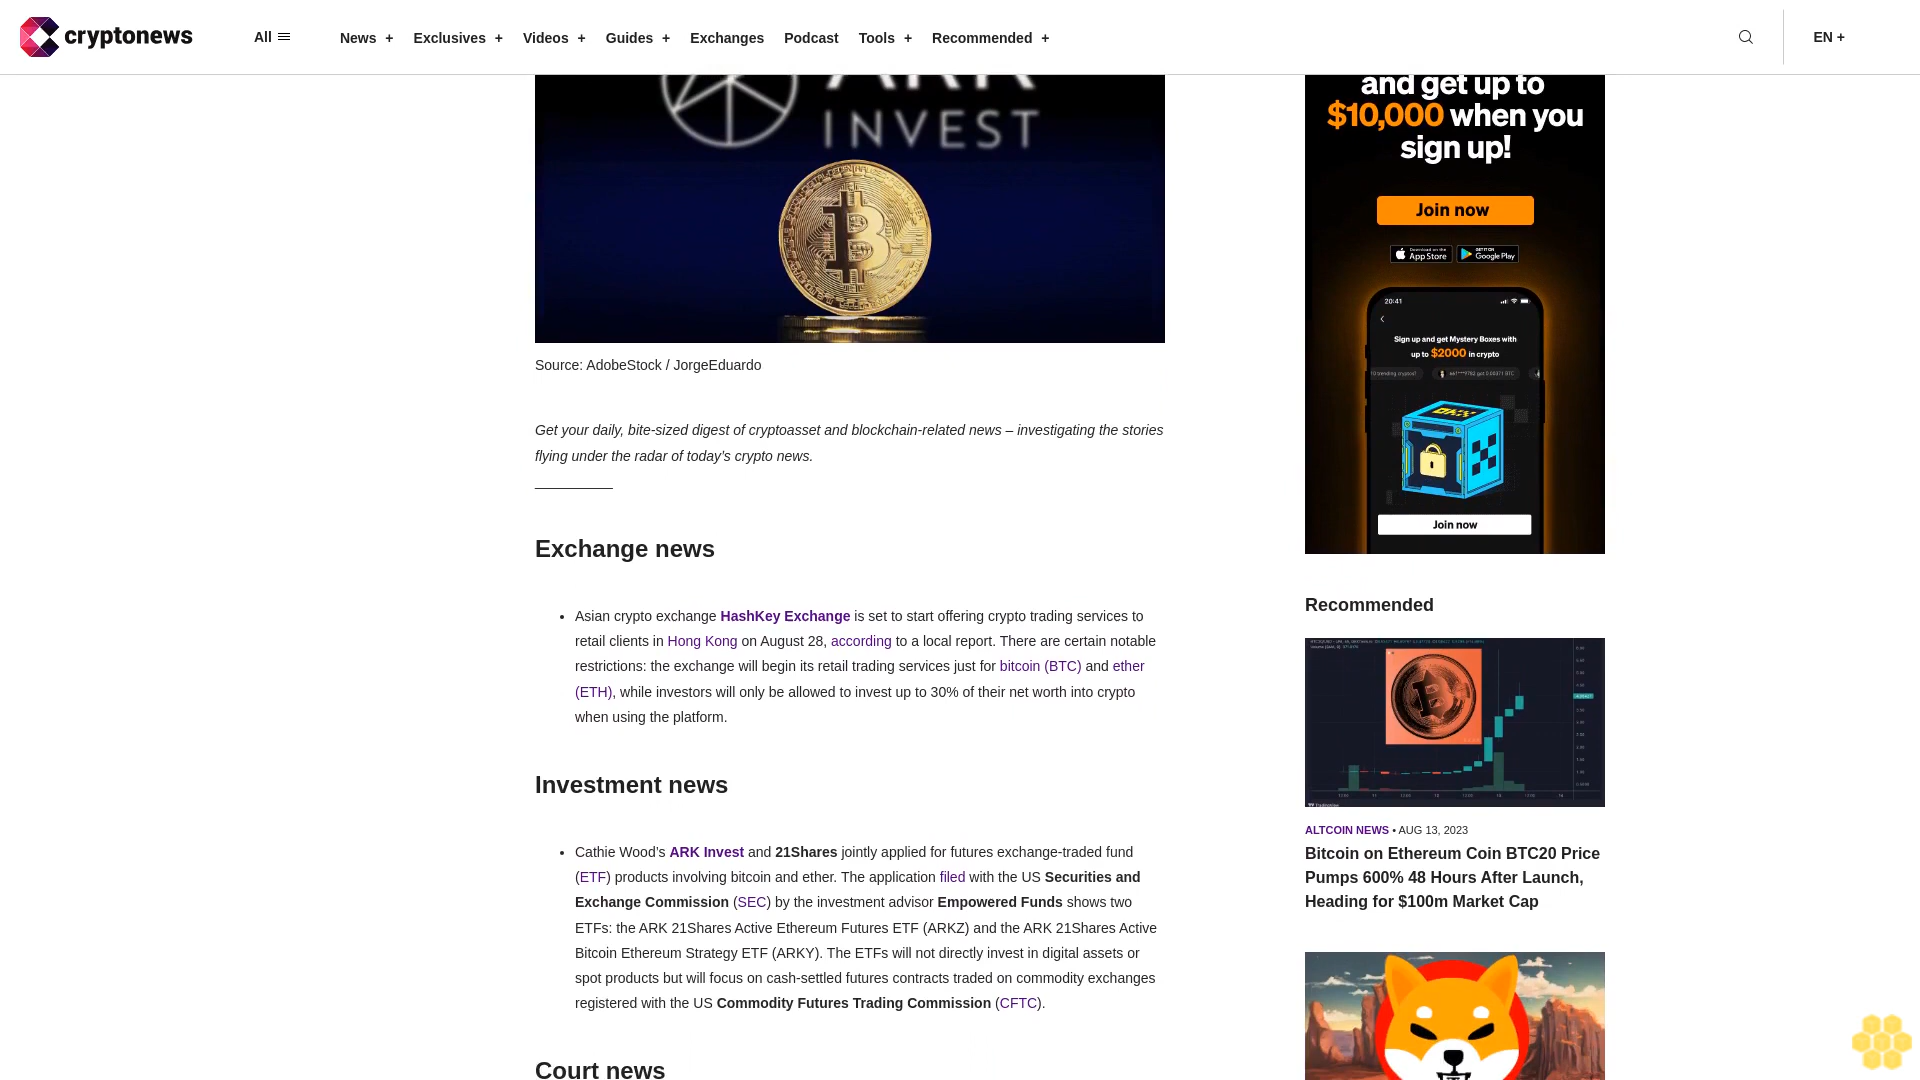 cryptonews
All
News +
Exclusives +
Videos +
Guides +
Exchanges
Podcast
Tools +
Recommended +
EN +
INVEST
Source: AdobeStock / JorgeEduardo
Get your daily, bite-sized digest of cryptoasset and blockchain-related news – investigating the stories
flying under the radar of today’s crypto news.
__________
Exchange news
• Asian crypto exchange HashKey Exchange is set to start offering crypto trading services to
retail clients in Hong Kong on August 28, according to a local report. There are certain notable
restrictions: the exchange will begin its retail trading services just for bitcoin (BTC) and ether
(ETH), while investors will only be allowed to invest up to 30% of their net worth into crypto
when using the platform.
Investment news
• Cathie Wood’s ARK Invest and 21Shares jointly applied for futures exchange-traded fund
(ETF) products involving bitcoin and ether. The application filed with the US Securities and
Exchange Commission (SEC) by the investment advisor Empowered Funds shows two
ETFs: the ARK 21Shares Active Ethereum Futures ETF (ARKZ) and the ARK 21Shares Active
Bitcoin Ethereum Strategy ETF (ARKY). The ETFs will not directly invest in digital assets or
spot products but will focus on cash-settled futures contracts traded on commodity exchanges
registered with the US Commodity Futures Trading Commission (CFTC).
Court news
and get up to
$10,000 when you
sign up!
Join now
Download on the
App Store
GET IT ON
Google Play
20:41
Sign up and get Mystery Boxes with
up to $2000 in crypto
OKX
Join now
Recommended
TradingView
ALTCOIN NEWS • AUG 13, 2023
Bitcoin on Ethereum Coin BTC20 Price
Pumps 600% 48 Hours After Launch,
Heading for $100m Market Cap